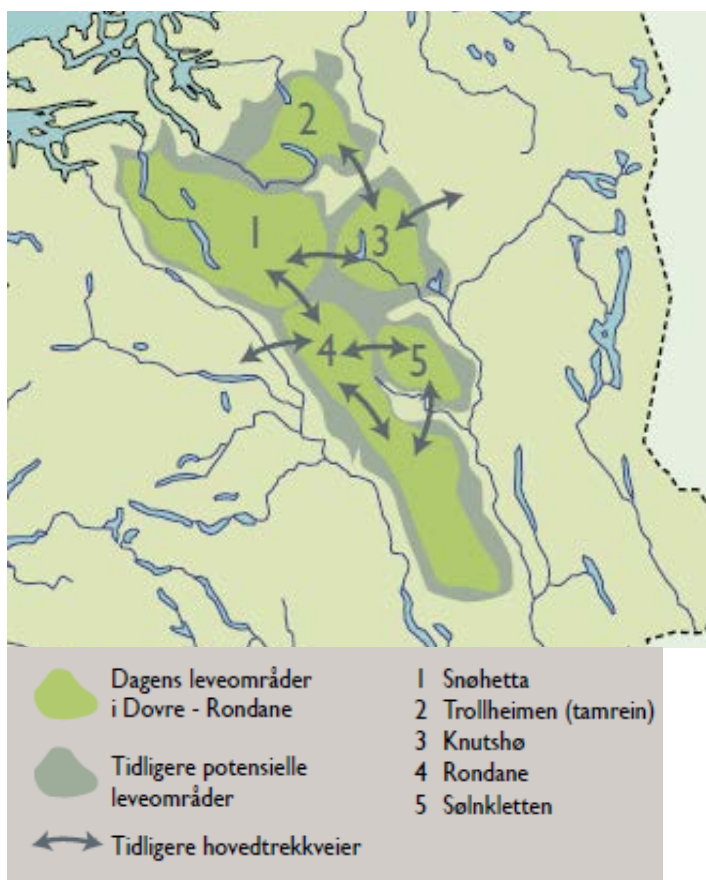 2
1
3
4
5
Dagens leveområder
i Dovre - Rondane
Tidligere potensielle
leveområder
Tidligere hovedtrekkveier
1 Snøhetta
2 Trollheimen (tamrein)
3 Knutshø
4 Rondane
5 Sølnkletten